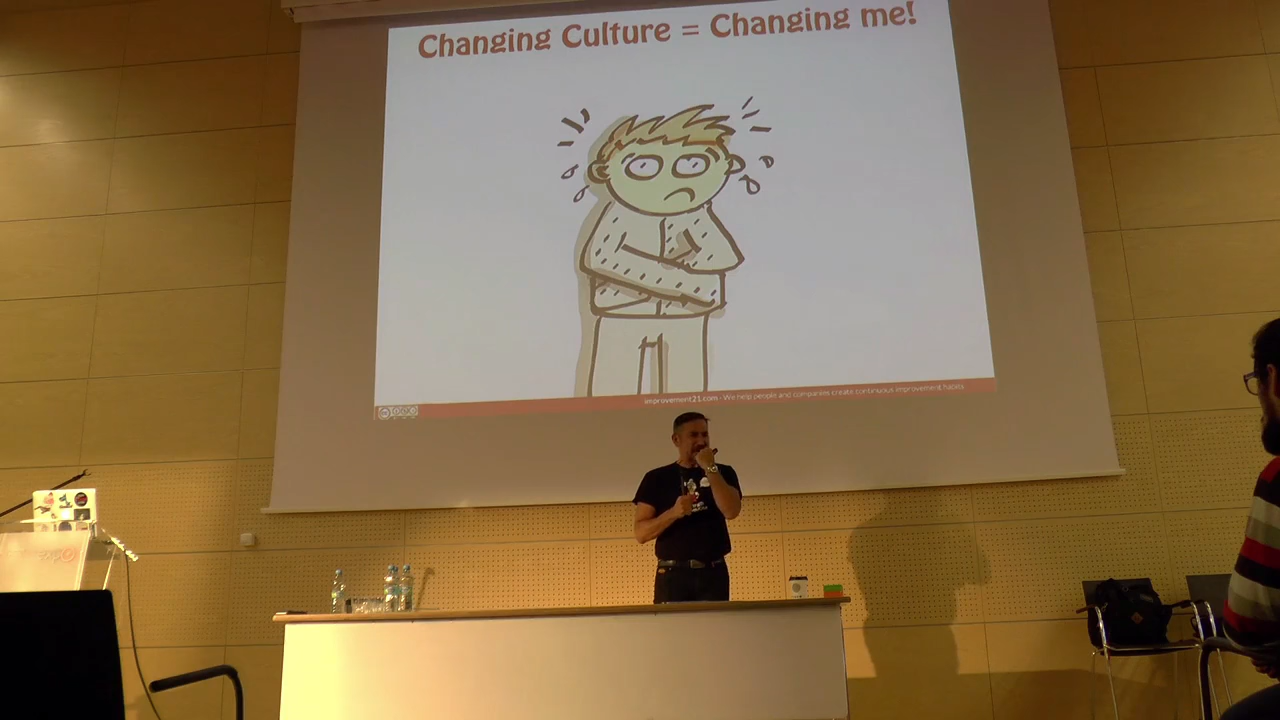 Changing Culture = Changing me!
improvement21.com - We help people and companies create continuous improvement habits